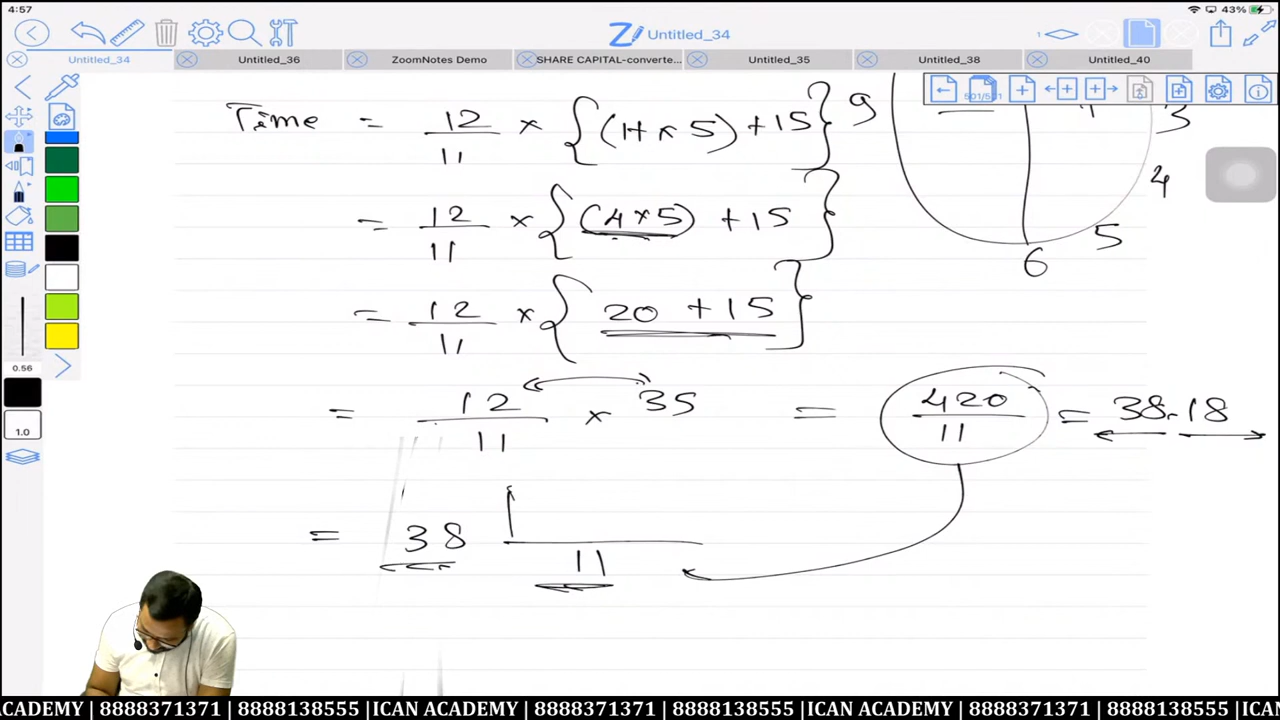 4:57
43%
Untitled_34
Untitled_34
Untitled_36
ZoomNotes Demo
SHARE CAPITAL-converte...
Untitled_35
Untitled_38
Untitled_40
Time = 12/11 × {(H × 5) + 15}
= 12/11 × {(4 × 5) + 15}
= 12/11 × {20 + 15}
= 12/11 × 35 = 420/11 = 38.18
= 38 11
9
3
4
5
6
0.56
1.0
ACADEMY | 8888371371 | 8888138555 |ICAN ACADEMY | 8888371371 | 8888138555 |ICAN ACADEMY | 8888371371 | 8888138555 |ICAN